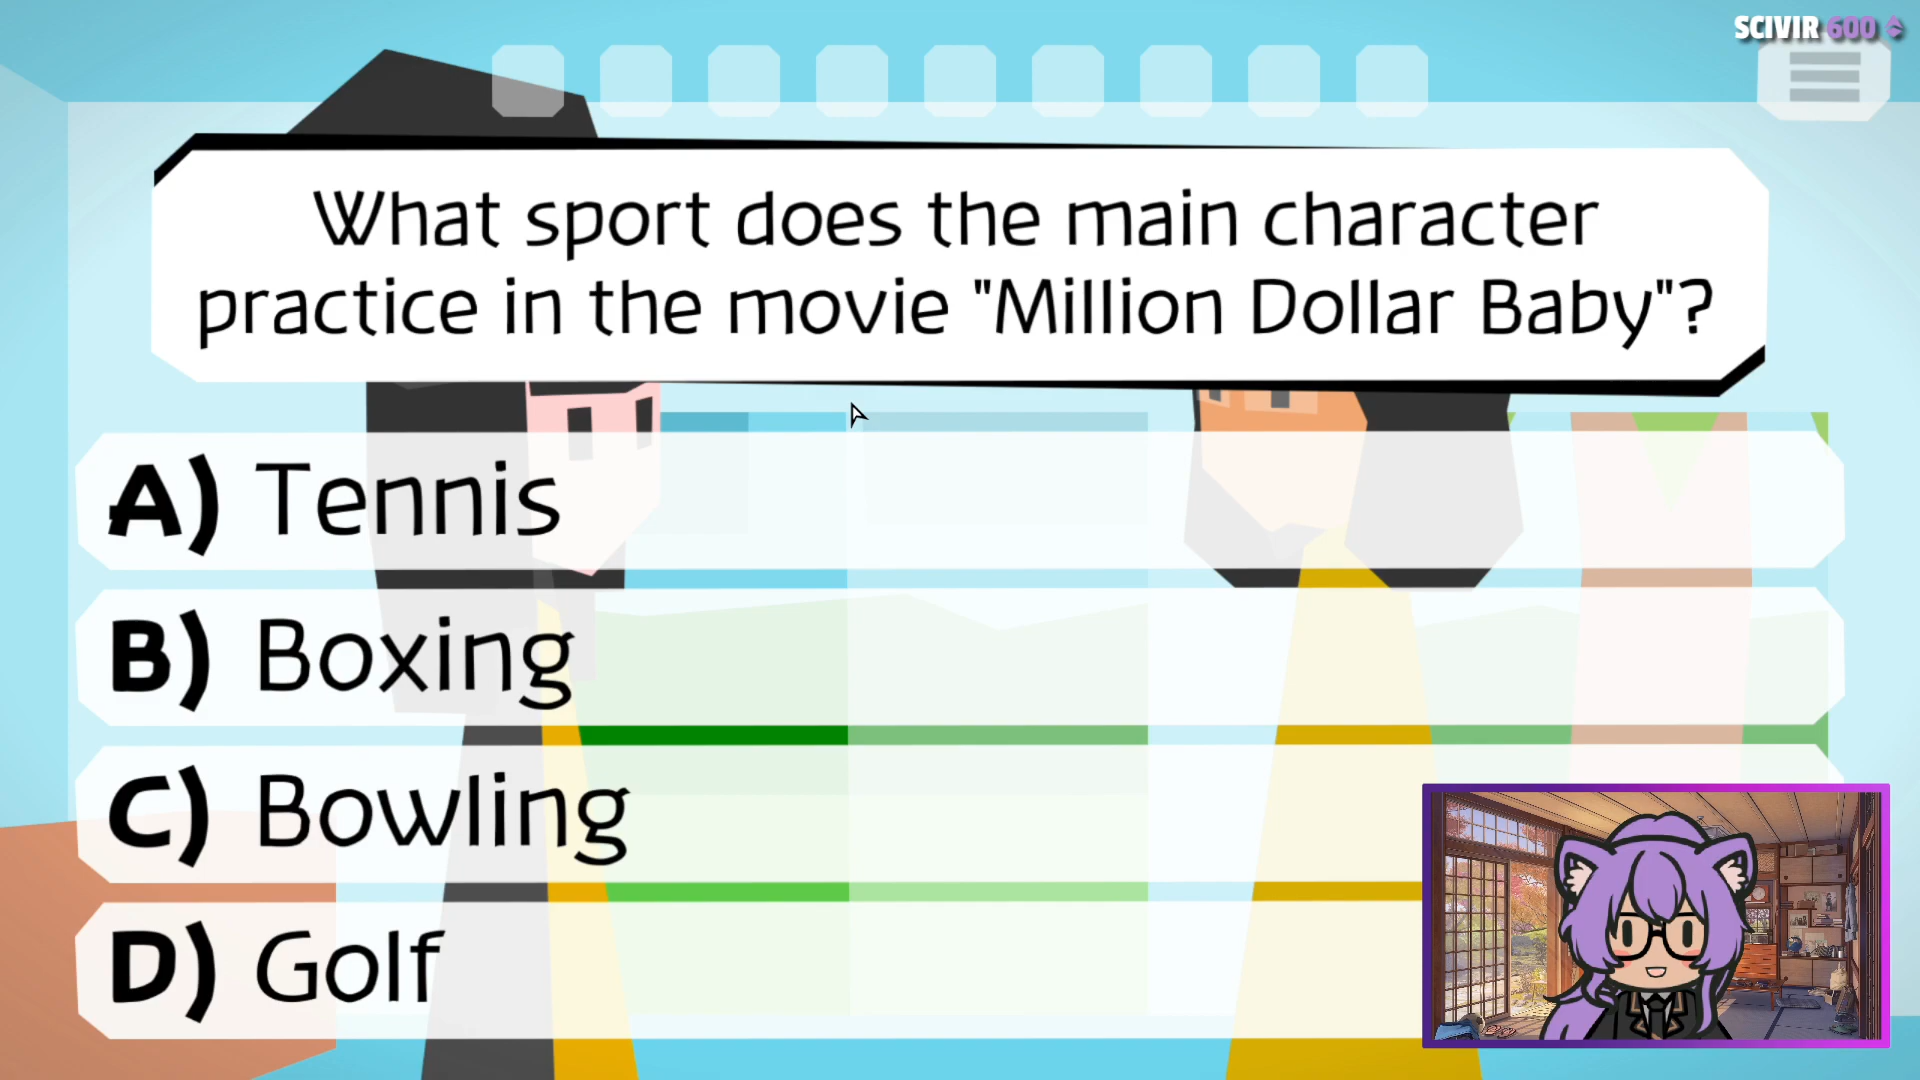 SCIVIR 600
What sport does the main character
practice in the movie "Million Dollar Baby"?
A) Tennis
B) Boxing
C) Bowling
D) Golf